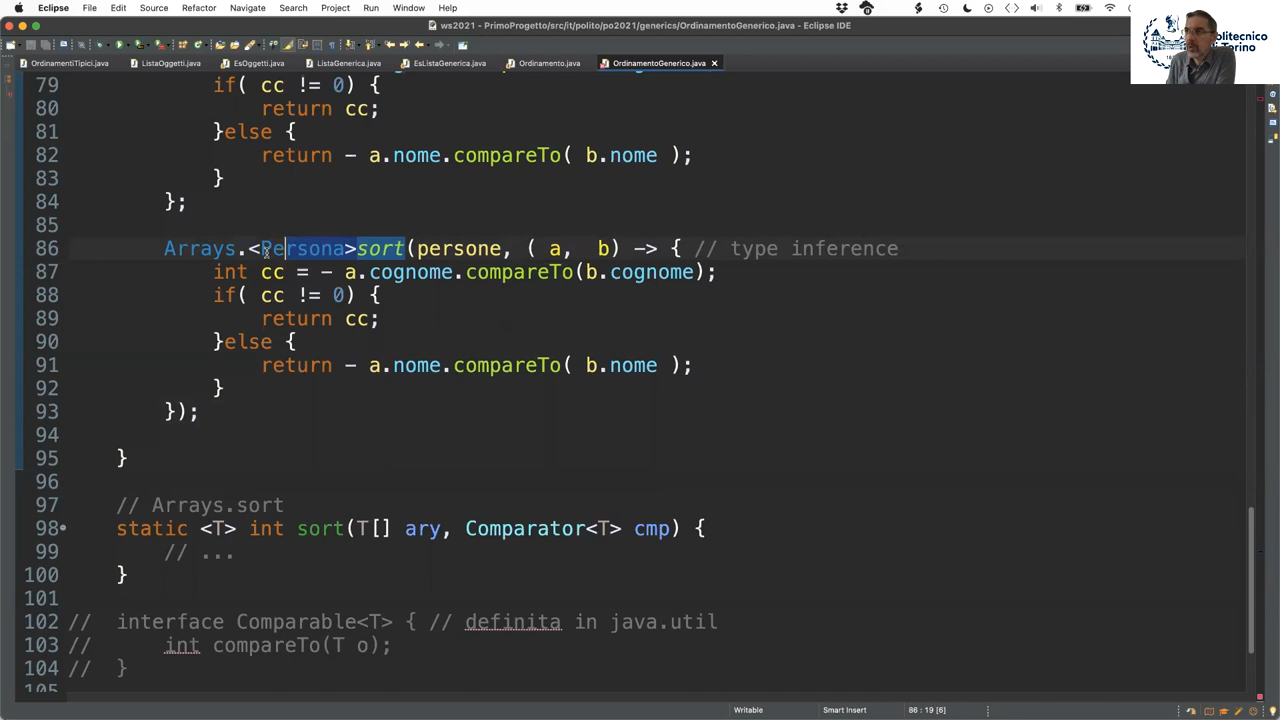 Eclipse File Edit Source Refactor Navigate Search Project Run Window Help
ws2021 - PrimoProgetto/src/it/polito/po2021/generics/OrdinamentoGenerico.java - Eclipse IDE
Politecnico
di Torino
OrdinamentiTipici.java ListaOggetti.java EsOggetti.java ListaGenerica.java EsListaGenerica.java Ordinamento.java OrdinamentoGenerico.java
79 if( cc != 0) {
80 return cc;
81 }else {
82 return - a.nome.compareTo( b.nome );
83 }
84 };
85
86 Arrays.<Persona>sort(persone, ( a,  b) -> { // type inference
87 int cc = - a.cognome.compareTo(b.cognome);
88 if( cc != 0) {
89 return cc;
90 }else {
91 return - a.nome.compareTo( b.nome );
92 }
93 });
94
95 }
96
97 // Arrays.sort
98 static <T> int sort(T[] ary, Comparator<T> cmp) {
99 // ...
100 }
101
102 // interface Comparable<T> { // definita in java.util
103 // int compareTo(T o);
104 // }
105
Writable Smart Insert 86 : 19 [6]